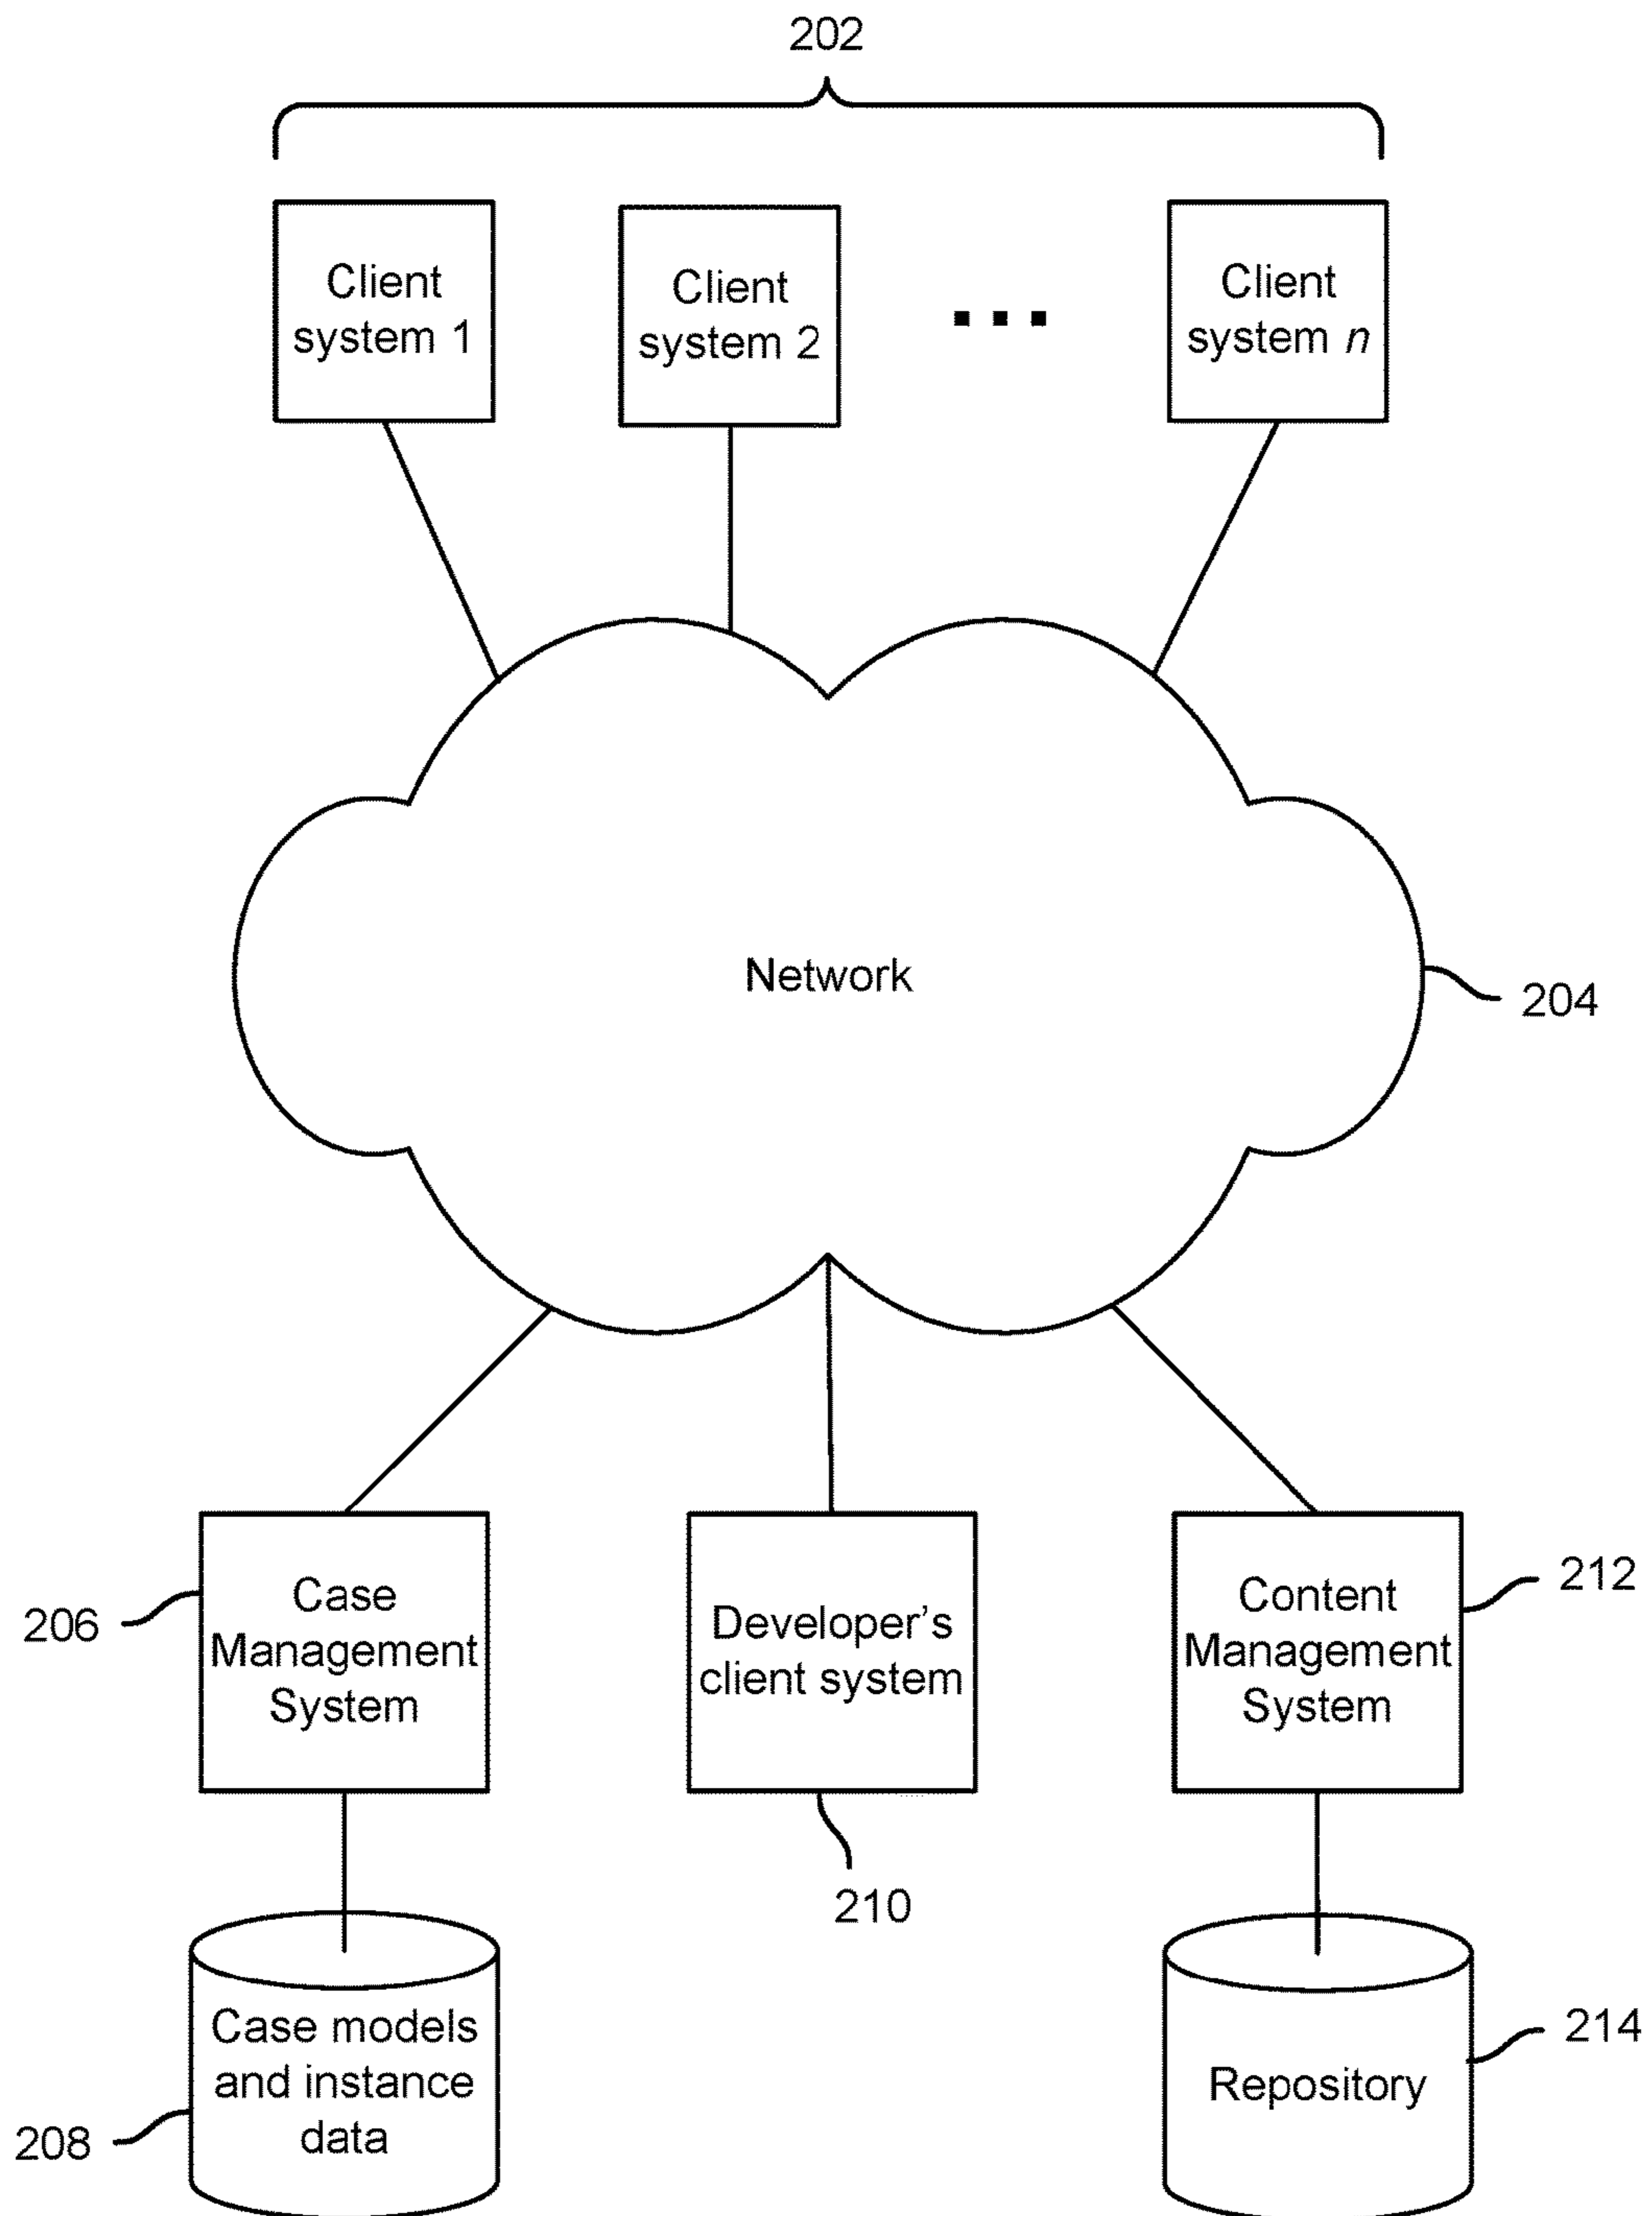 202
Client
system 1
Client
system 2
Client
system n
Network
204
206
Case
Management
System
Developer’s
client system
Content
Management
System
212
210
Case models
and instance
data
208
Repository
214